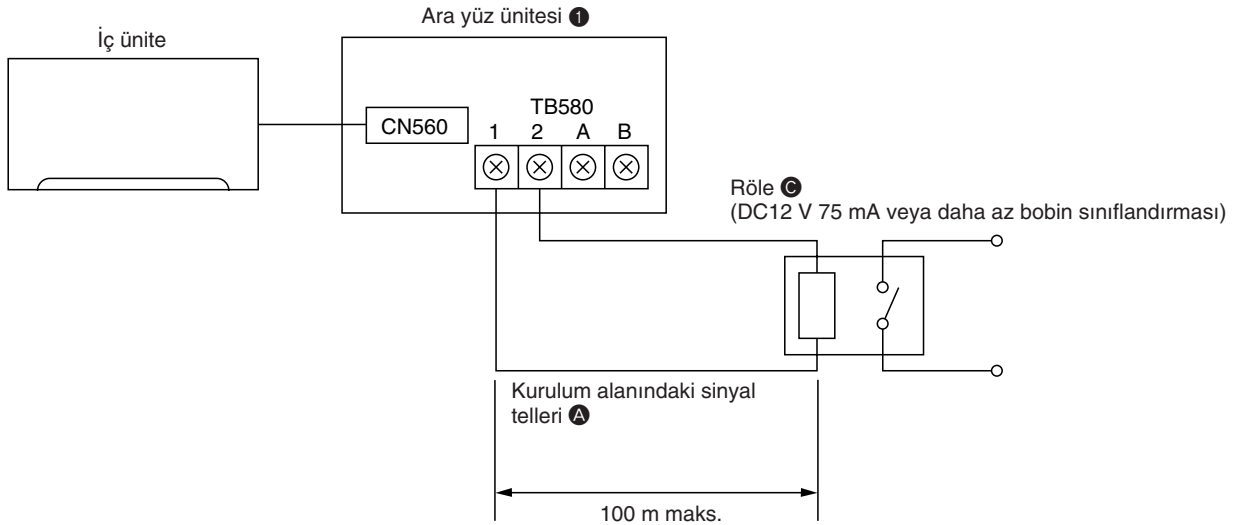 Ara yüz ünitesi ❶
İç ünite
CN560
TB580
1 2 A B
Röle 🅒
(DC12 V 75 mA veya daha az bobin sınıflandırması)
Kurulum alanındaki sinyal
telleri 🅐
100 m maks.